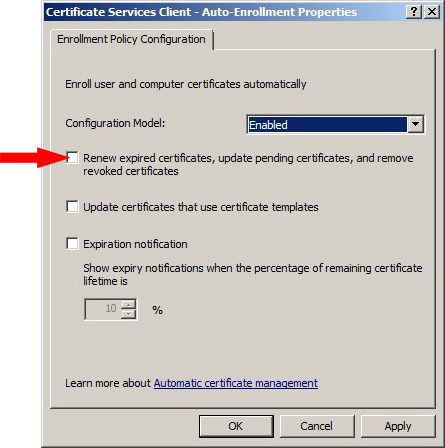 Certificate Services Client - Auto-Enrollment Properties
Enrollment Policy Configuration
Enroll user and computer certificates automatically
Configuration Model:
Enabled
Renew expired certificates, update pending certificates, and remove
revoked certificates
Update certificates that use certificate templates
Expiration notification
Show expiry notifications when the percentage of remaining certificate
lifetime is
10 %
Learn more about Automatic certificate management
OK Cancel Apply